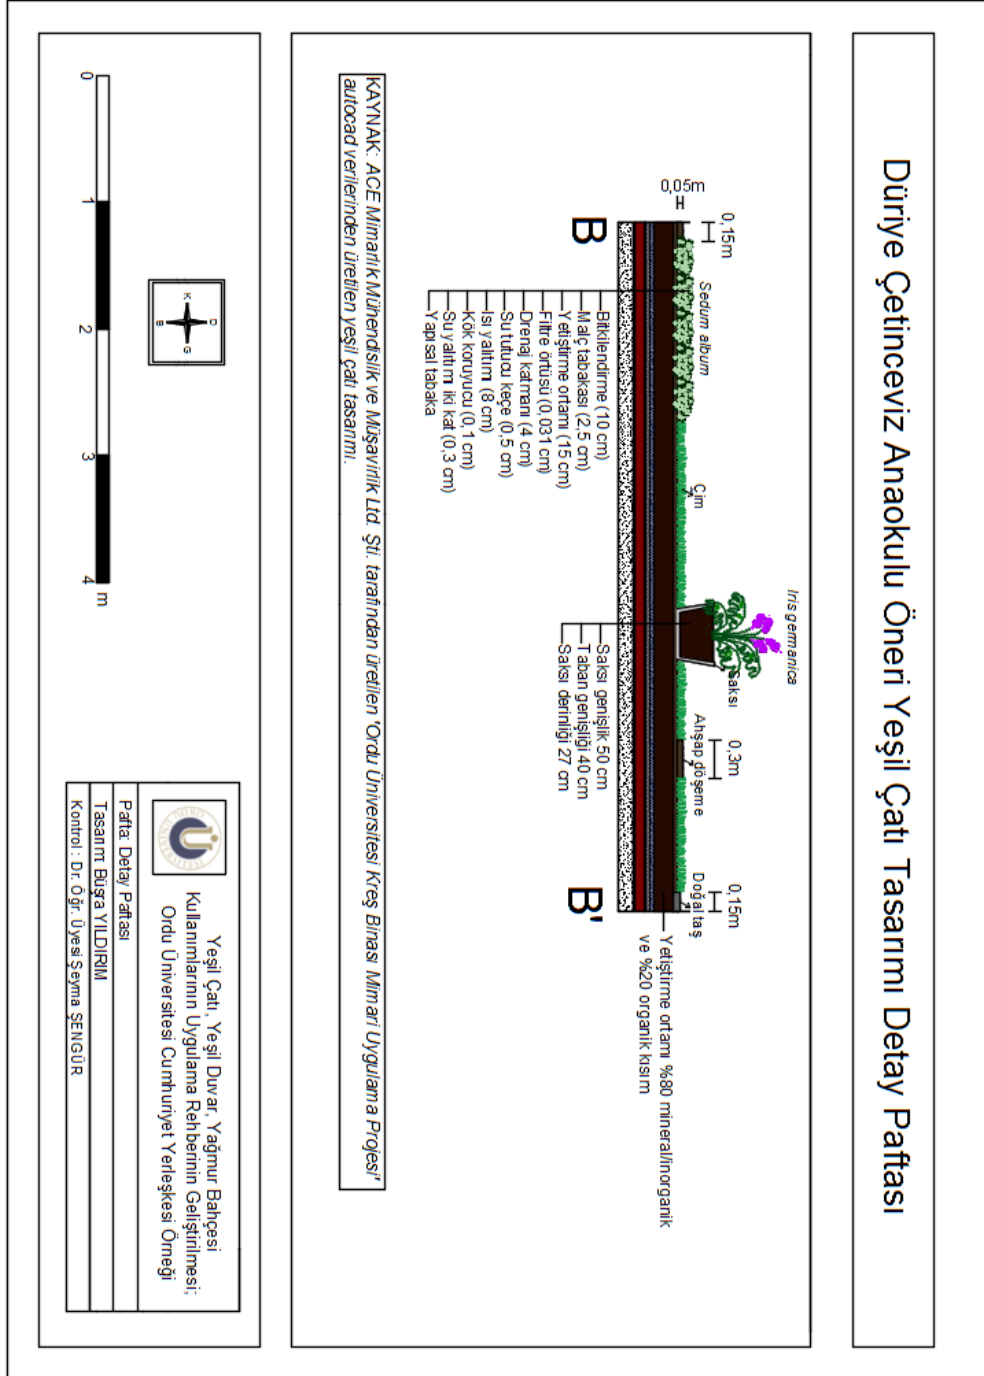 Düriye Çetinceviz Anaokulu Öneri Yeşil Çatı Tasarımı Detay Paftası
Iris germanica
0,05m
0,15m
Sedum album
Çim
Saksı
0,3m
Ahşap döşeme
0,15m
Doğal taş
B
B'
Bitkilendirme (10 cm)
Malç tabakası (2,5 cm)
Yetiştirme ortamı (15 cm)
Filtre örtüsü (0,031 cm)
Drenaj katmanı (4 cm)
Su tutucu keçe (0,5 cm)
Isı yalıtımı (8 cm)
Kök koruyucu (0,1 cm)
Su yalıtımı iki kat (0,3 cm)
Yapısal tabaka
Saksı genişlik 50 cm
Taban genişliği 40 cm
Saksı derinliği 27 cm
Yetiştirme ortamı %80 mineral/inorganik
ve %20 organik kısım
KAYNAK: ACE Mimarlık Mühendislik ve Müşavirlik Ltd. Şti. tarafından üretilen 'Ordu Üniversitesi Kreş Binası Mimari Uygulama Projesi'
autocad verilerinden üretilen yeşil çatı tasarımı.
K
D
B
G
0 1 2 3 4 m
Yeşil Çatı, Yeşil Duvar, Yağmur Bahçesi
Kullanımlarının Uygulama Rehberinin Geliştirilmesi;
Ordu Üniversitesi Cumhuriyet Yerleşkesi Örneği
Pafta: Detay Paftası
Tasarım: Büşra YILDIRIM
Kontrol: Dr. Öğr. Üyesi Şeyma ŞENGÜR